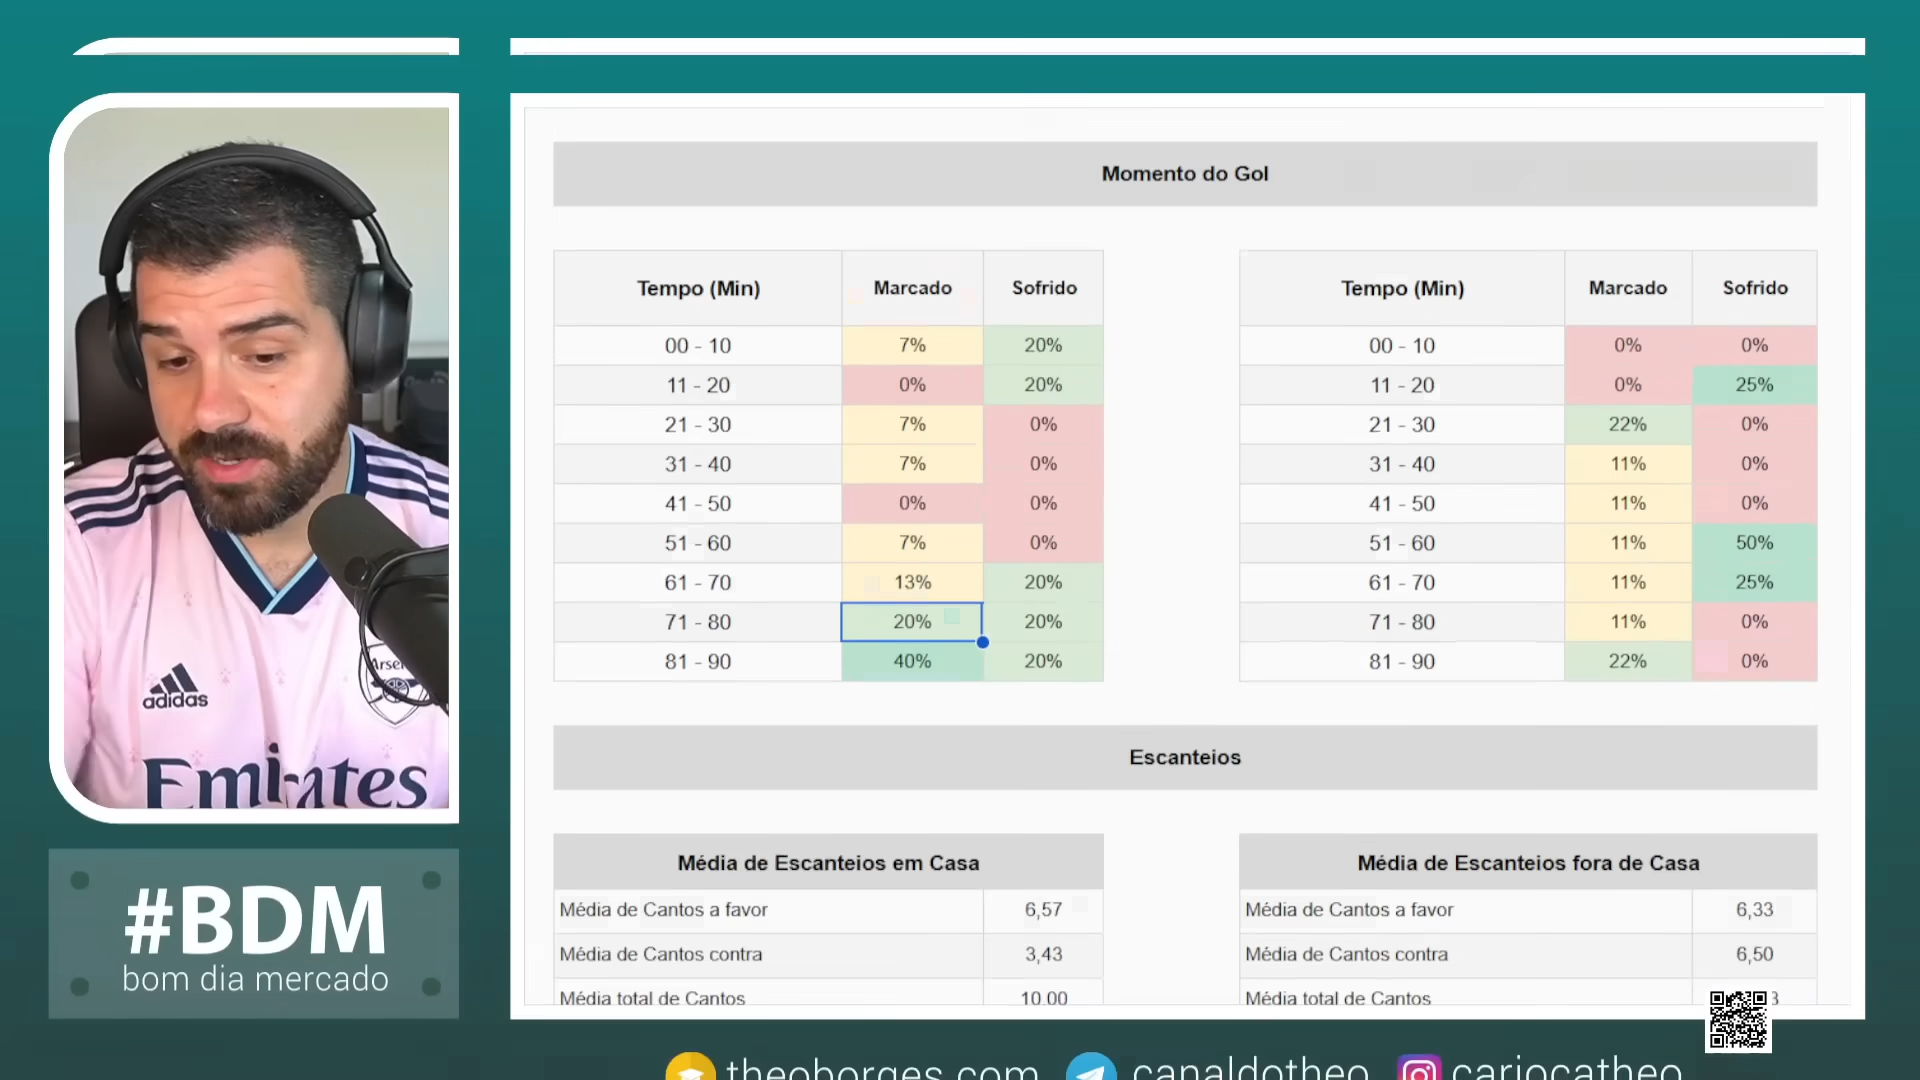 Momento do Gol
Tempo (Min) Marcado Sofrido
00 - 10 7% 20%
11 - 20 0% 20%
21 - 30 7% 0%
31 - 40 7% 0%
41 - 50 0% 0%
51 - 60 7% 0%
61 - 70 13% 20%
71 - 80 20% 20%
81 - 90 40% 20%
Tempo (Min) Marcado Sofrido
00 - 10 0% 0%
11 - 20 0% 25%
21 - 30 22% 0%
31 - 40 11% 0%
41 - 50 11% 0%
51 - 60 11% 50%
61 - 70 11% 25%
71 - 80 11% 0%
81 - 90 22% 0%
Escanteios
Média de Escanteios em Casa
Média de Cantos a favor 6,57
Média de Cantos contra 3,43
Média total de Cantos 10,00
Média de Escanteios fora de Casa
Média de Cantos a favor 6,33
Média de Cantos contra 6,50
Média total de Cantos
adidas
Arse
Emirates
#BDM
bom dia mercado
theoborges.com canaldotheo cariocatheo